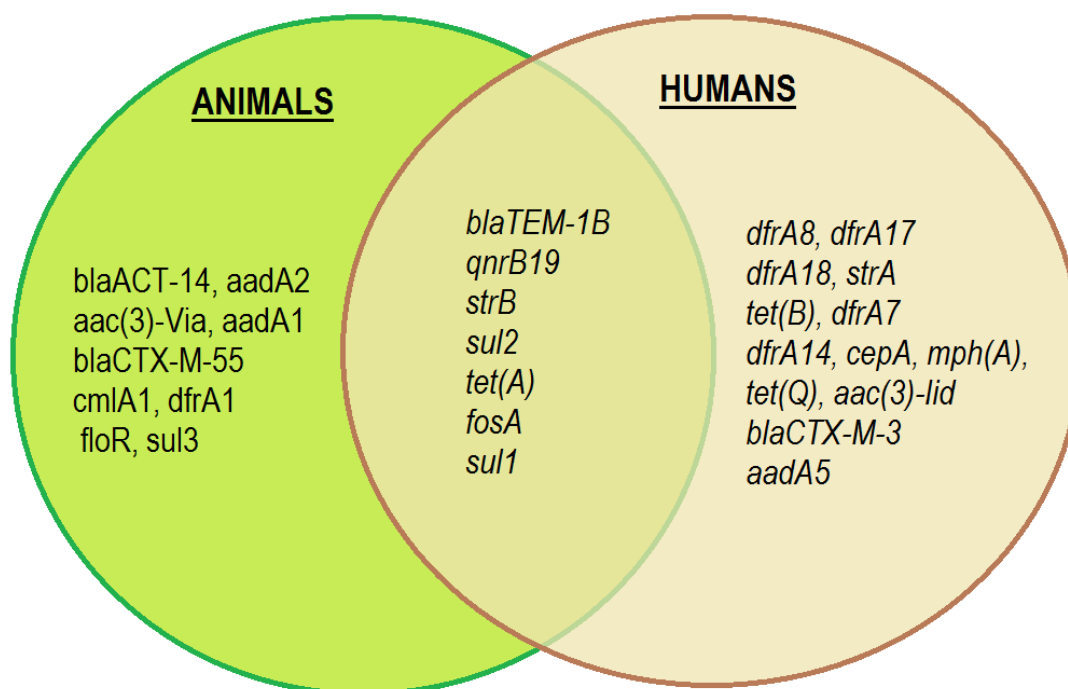 ANIMALS
HUMANS
blaACT-14, aadA2
aac(3)-Via, aadA1
blaCTX-M-55
cmlA1, dfrA1
floR, sul3
blaTEM-1B
qnrB19
strB
sul2
tet(A)
fosA
sul1
dfrA8, dfrA17
dfrA18, strA
tet(B), dfrA7
dfrA14, cepA, mph(A),
tet(Q), aac(3)-Iid
blaCTX-M-3
aadA5